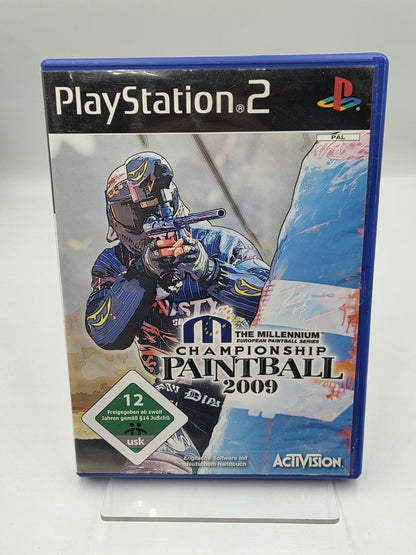 PlayStation®2
PAL
NASTY
THE MILLENNIUM
EUROPEAN PAINTBALL SERIES
CHAMPIONSHIP
PAINTBALL
2009
12
Freigegeben ab zwölf
Jahren gemäß §14 JuSchG
usk
Englische Software mit
deutschem Handbuch
ACTIVISION